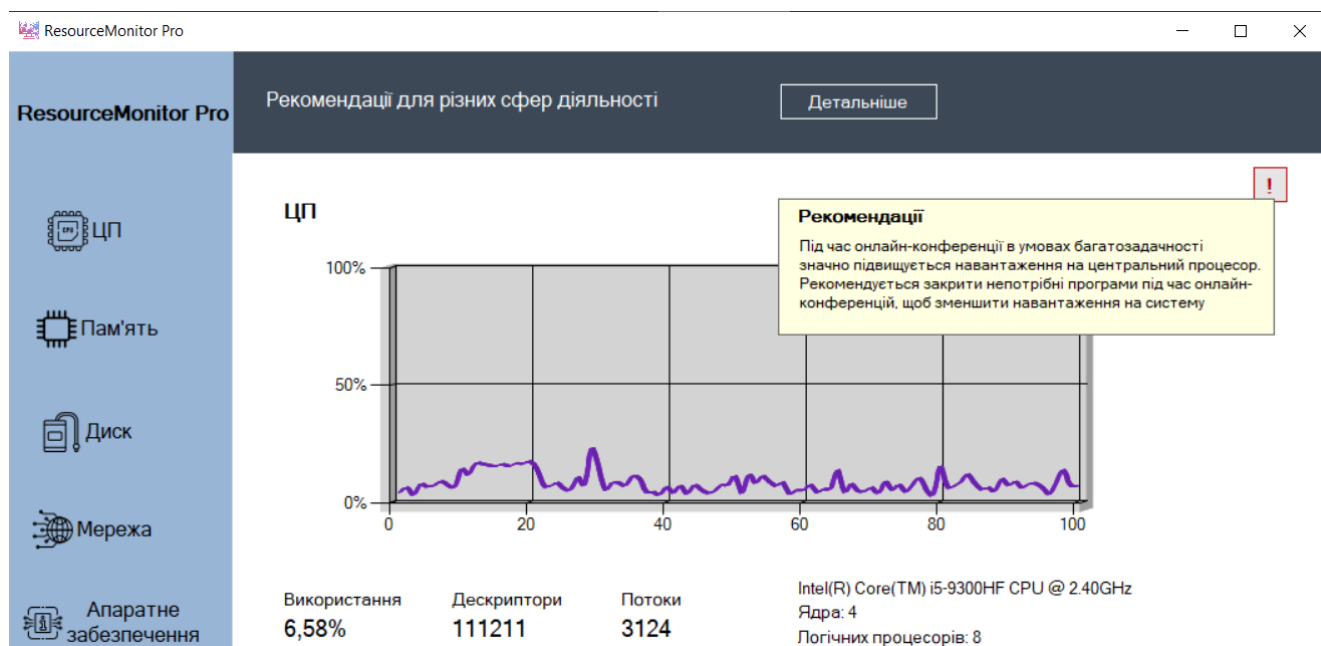 ResourceMonitor Pro
ResourceMonitor Pro
Рекомендації для різних сфер діяльності
Детальніше
ЦП
Пам'ять
Диск
Мережа
Апаратне
забезпечення
!
ЦП
Рекомендації
Під час онлайн-конференції в умовах багатозадачності
значно підвищується навантаження на центральний процесор.
Рекомендується закрити непотрібні програми під час онлайн-
конференцій, щоб зменшити навантаження на систему
100%
50%
0%
0 20 40 60 80 100
Використання Дескриптори Потоки
6,58% 111211 3124
Intel(R) Core(TM) i5-9300HF CPU @ 2.40GHz
Ядра: 4
Логічних процесорів: 8